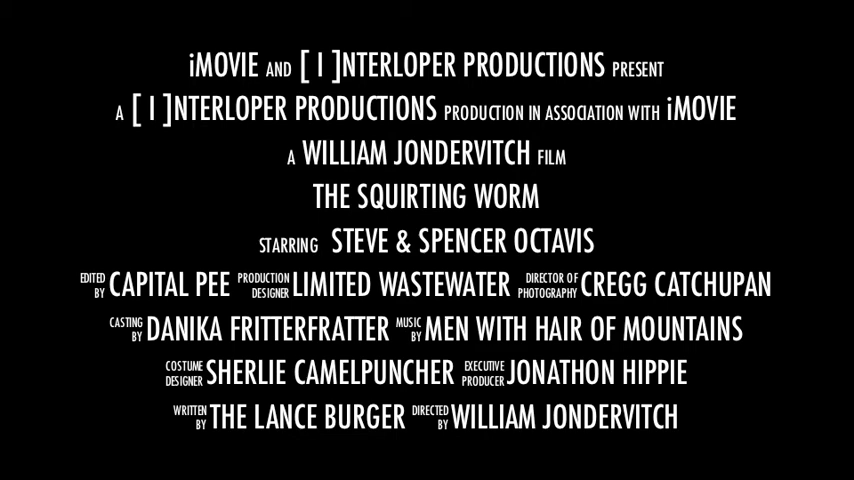 iMOVIE AND [ I ]NTERLOPER PRODUCTIONS PRESENT
A [ I ]NTERLOPER PRODUCTIONS PRODUCTION IN ASSOCIATION WITH iMOVIE
A WILLIAM JONDERVITCH FILM
THE SQUIRTING WORM
STARRING STEVE & SPENCER OCTAVIS
EDITED BY CAPITAL PEE PRODUCTION DESIGNER LIMITED WASTEWATER DIRECTOR OF PHOTOGRAPHY CREGG CATCHUPAN
CASTING BY DANIKA FRITTERFRATTER MUSIC BY MEN WITH HAIR OF MOUNTAINS
COSTUME DESIGNER SHERLIE CAMELPUNCHER EXECUTIVE PRODUCER JONATHON HIPPIE
WRITTEN BY THE LANCE BURGER DIRECTED BY WILLIAM JONDERVITCH